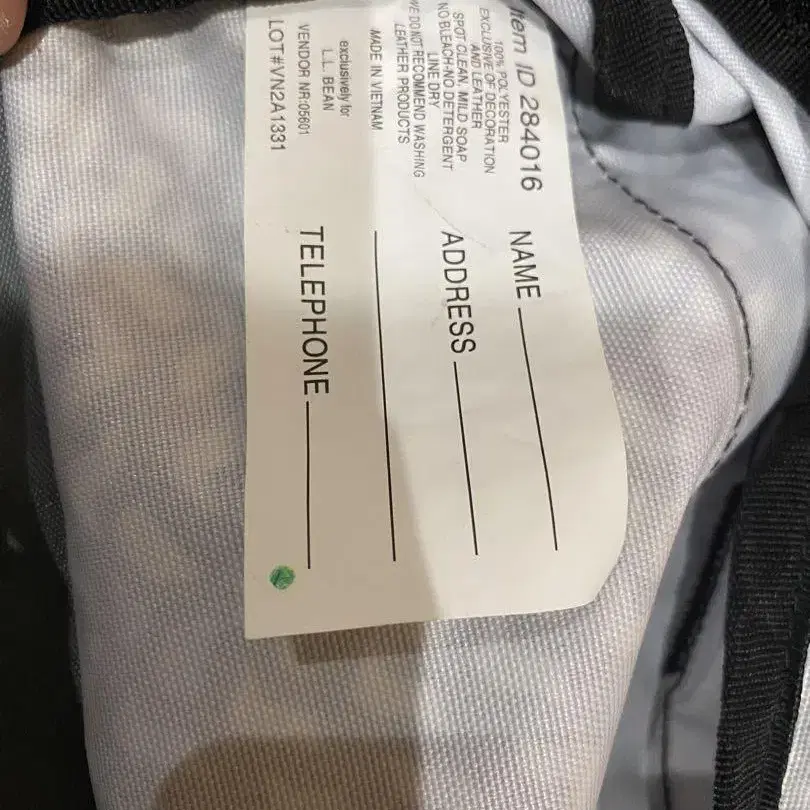 Item ID 284016
100% POLYESTER
EXCLUSIVE OF DECORATION
AND LEATHER
SPOT CLEAN, MILD SOAP
NO BLEACH-NO DETERGENT
LINE DRY
WE DO NOT RECOMMEND WASHING
LEATHER PRODUCTS
MADE IN VIETNAM
exclusively for
L.L. BEAN
VENDOR NR:05601
LOT#VN2A1331
NAME
ADDRESS
TELEPHONE